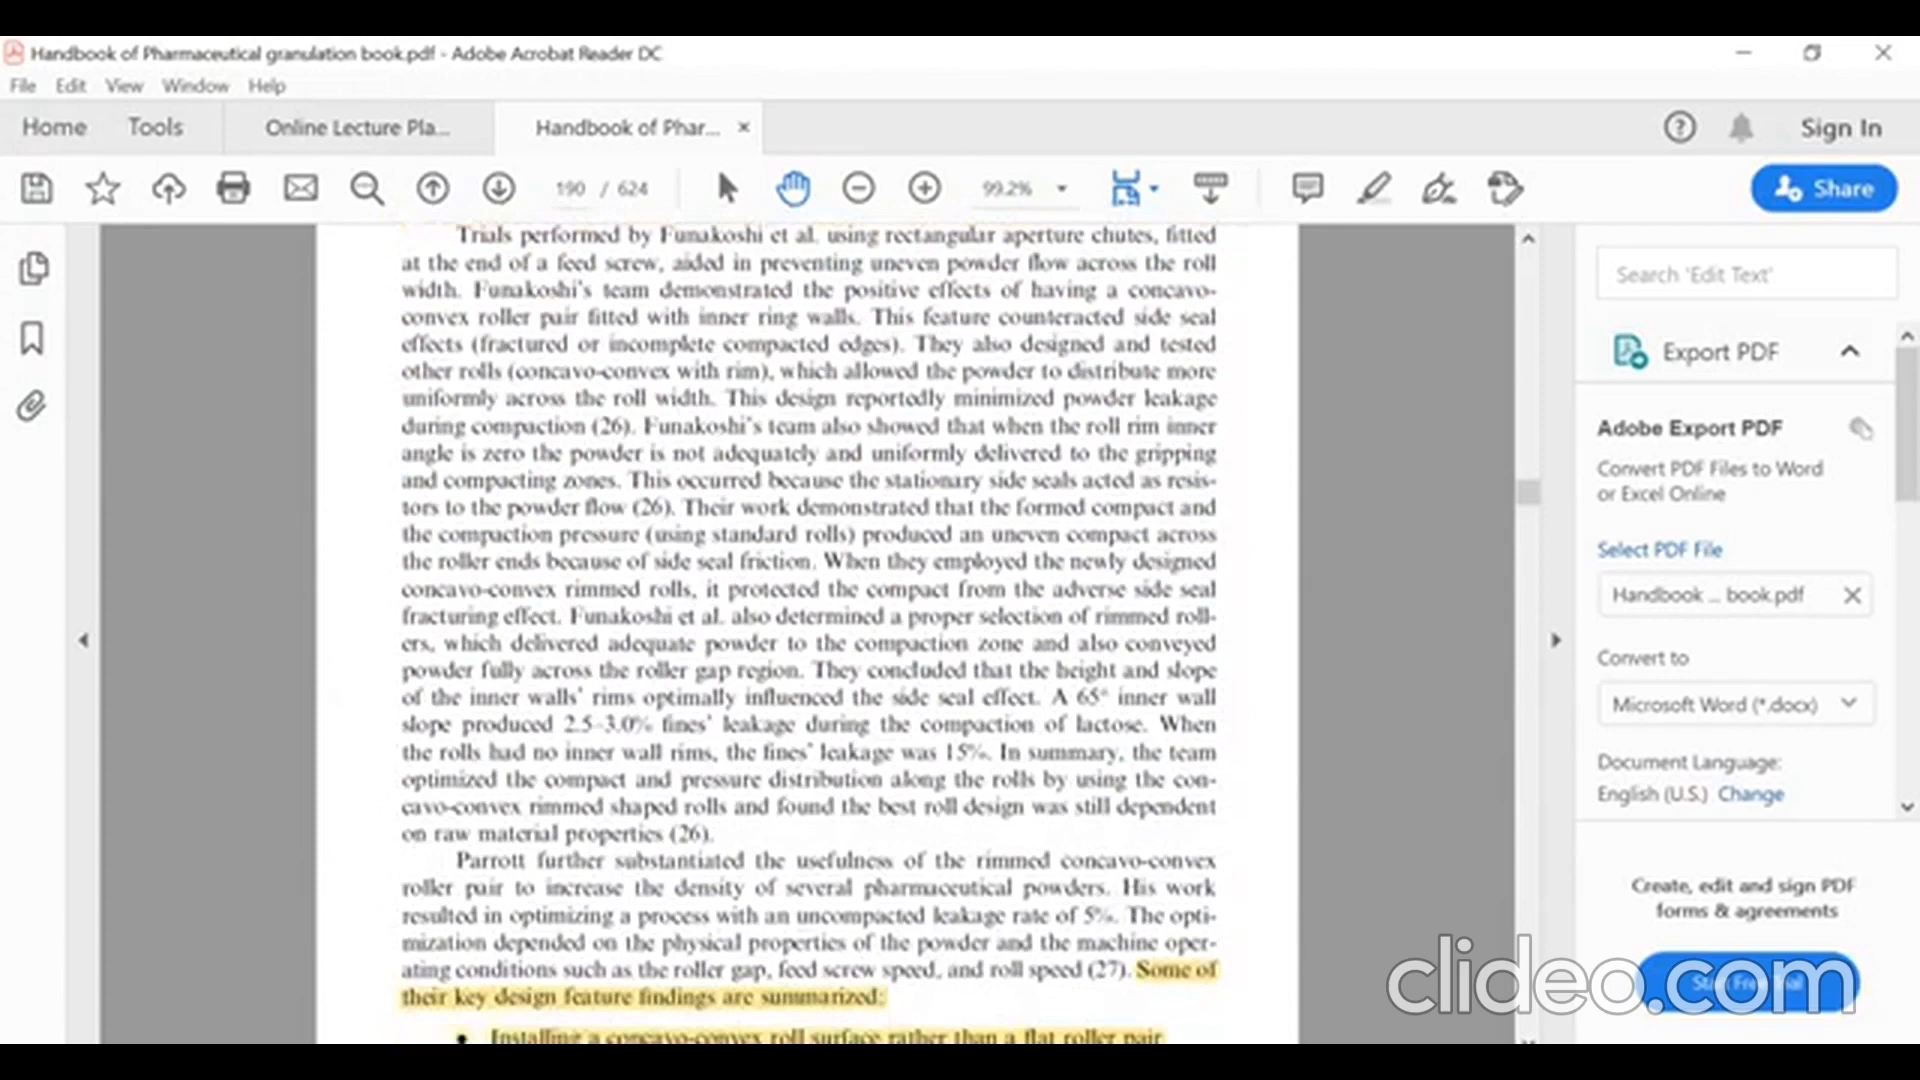 Handbook of Pharmaceutical granulation book.pdf - Adobe Acrobat Reader DC
File Edit View Window Help
Home Tools Online Lecture Pla... Handbook of Phar... × Sign In
190 / 624 99.2% Share
Trials performed by Funakoshi et al. using rectangular aperture chutes, fitted
at the end of a feed screw, aided in preventing uneven powder flow across the roll
width. Funakoshi's team demonstrated the positive effects of having a concavo-
convex roller pair fitted with inner ring walls. This feature counteracted side seal
effects (fractured or incomplete compacted edges). They also designed and tested
other rolls (concavo-convex with rim), which allowed the powder to distribute more
uniformly across the roll width. This design reportedly minimized powder leakage
during compaction (26). Funakoshi's team also showed that when the roll rim inner
angle is zero the powder is not adequately and uniformly delivered to the gripping
and compacting zones. This occurred because the stationary side seals acted as resis-
tors to the powder flow (26). Their work demonstrated that the formed compact and
the compaction pressure (using standard rolls) produced an uneven compact across
the roller ends because of side seal friction. When they employed the newly designed
concavo-convex rimmed rolls, it protected the compact from the adverse side seal
fracturing effect. Funakoshi et al. also determined a proper selection of rimmed roll-
ers, which delivered adequate powder to the compaction zone and also conveyed
powder fully across the roller gap region. They concluded that the height and slope
of the inner walls' rims optimally influenced the side seal effect. A 65° inner wall
slope produced 2.5–3.0% fines' leakage during the compaction of lactose. When
the rolls had no inner wall rims, the fines' leakage was 15%. In summary, the team
optimized the compact and pressure distribution along the rolls by using the con-
cavo-convex rimmed shaped rolls and found the best roll design was still dependent
on raw material properties (26).
Parrott further substantiated the usefulness of the rimmed concavo-convex
roller pair to increase the density of several pharmaceutical powders. His work
resulted in optimizing a process with an uncompacted leakage rate of 5%. The opti-
mization depended on the physical properties of the powder and the machine oper-
ating conditions such as the roller gap, feed screw speed, and roll speed (27). Some of
their key design feature findings are summarized:
• Installing a concavo-convex roll surface rather than a flat roller pair
Search 'Edit Text'
Export PDF
Adobe Export PDF
Convert PDF Files to Word
or Excel Online
Select PDF File
Handbook ... book.pdf
Convert to
Microsoft Word (*.docx)
Document Language:
English (U.S.) Change
Create, edit and sign PDF
forms & agreements
Start Free Trial
clideo.com